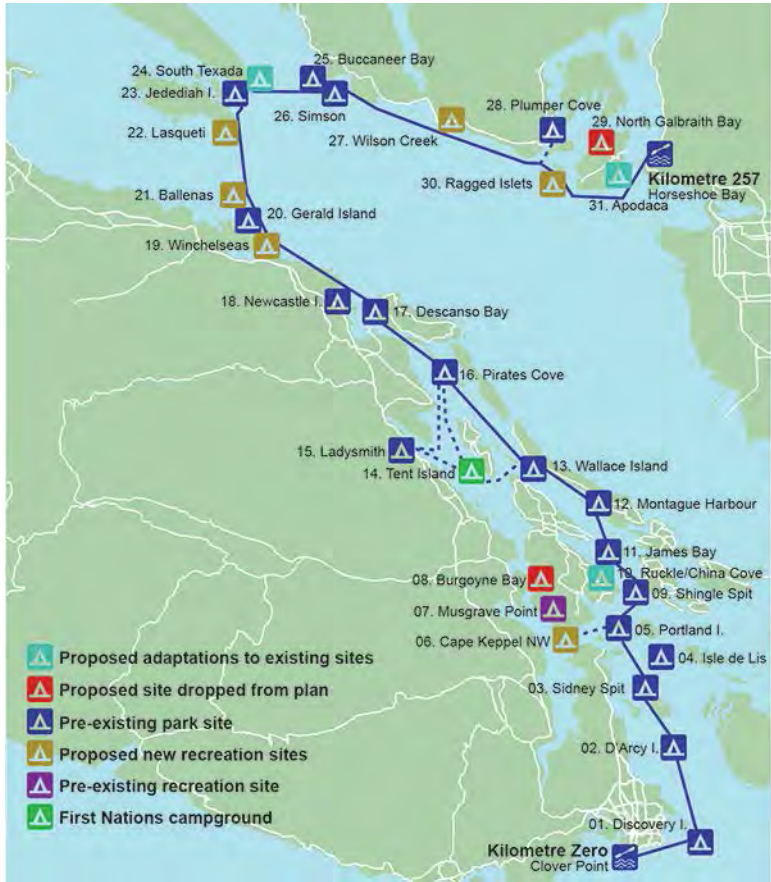 25. Buccaneer Bay
24. South Texada
23. Jedediah I.
26. Simson
28. Plumper Cove
29. North Galbraith Bay
22. Lasqueti
27. Wilson Creek
Kilometre 257
Horseshoe Bay
30. Ragged Islets
31. Apodaca
21. Ballenas
20. Gerald Island
19. Winchelseas
18. Newcastle I.
17. Descanso Bay
16. Pirates Cove
15. Ladysmith
14. Tent Island
13. Wallace Island
12. Montague Harbour
11. James Bay
08. Burgoyne Bay
10. Ruckle/China Cove
09. Shingle Spit
07. Musgrave Point
05. Portland I.
06. Cape Keppel NW
04. Isle de Lis
03. Sidney Spit
02. D'Arcy I.
01. Discovery I.
Kilometre Zero
Clover Point
Proposed adaptations to existing sites
Proposed site dropped from plan
Pre-existing park site
Proposed new recreation sites
Pre-existing recreation site
First Nations campground